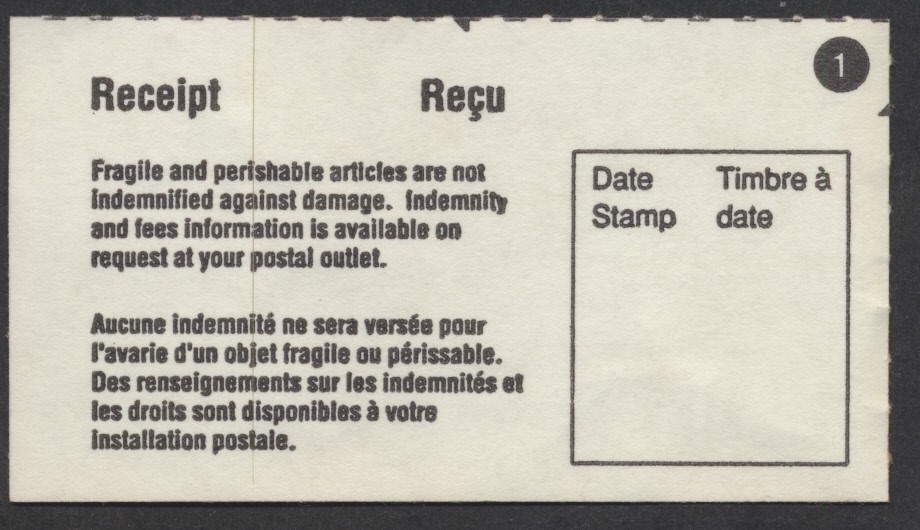 1
Receipt Reçu
Fragile and perishable articles are not
indemnified against damage. Indemnity
and fees information is available on
request at your postal outlet.
Aucune indemnité ne sera versée pour
l'avarie d'un objet fragile ou périssable.
Des renseignements sur les indemnités et
les droits sont disponibles à votre
installation postale.
Date Timbre à
Stamp date